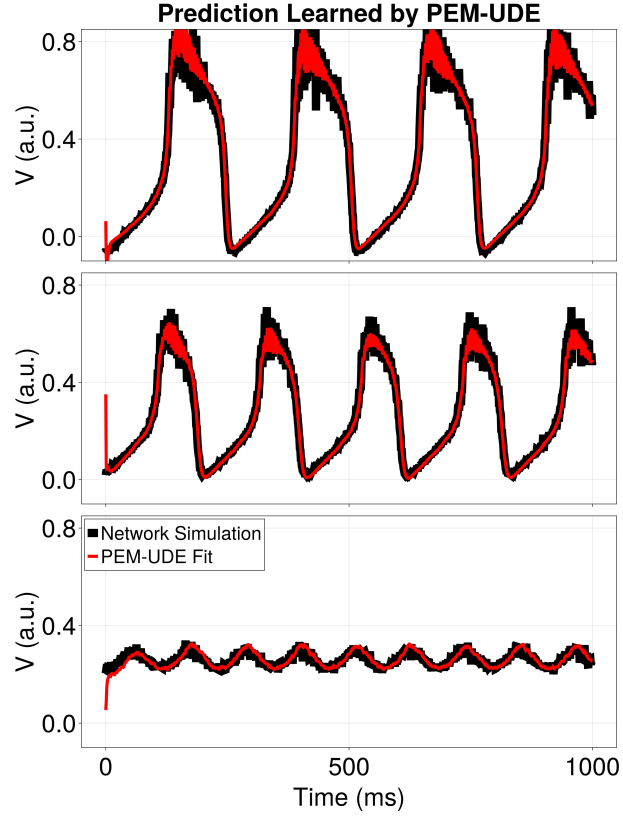 Prediction Learned by PEM-UDE
0.8
0.4
0.0
V (a.u.)
0.8
0.4
0.0
V (a.u.)
Network Simulation
PEM-UDE Fit
0.8
0.4
0.0
V (a.u.)
0 500 1000
Time (ms)